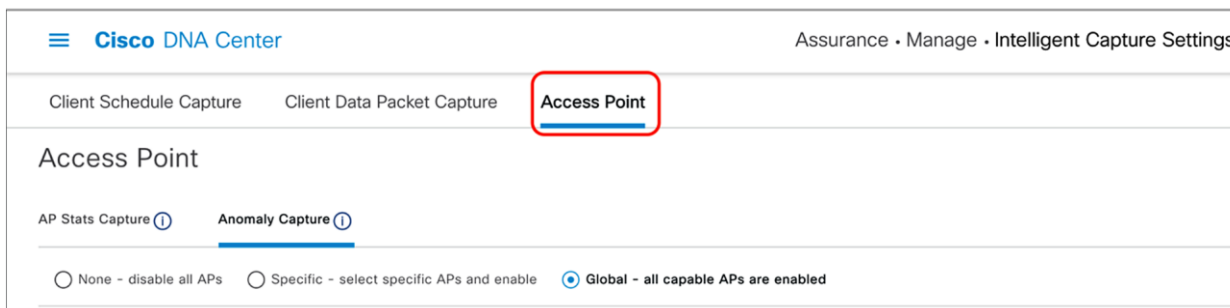 Cisco DNA Center Assurance • Manage • Intelligent Capture Settings
Client Schedule Capture Client Data Packet Capture Access Point
Access Point
AP Stats Capture Anomaly Capture
None - disable all APs Specific - select specific APs and enable Global - all capable APs are enabled